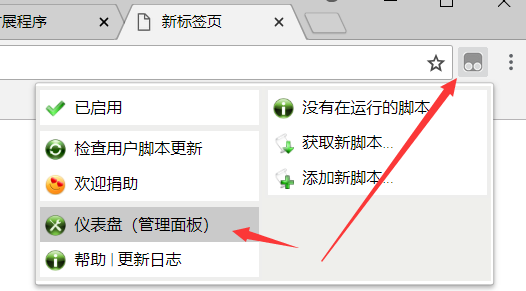 扩展程序
新标签页
已启用
检查用户脚本更新
欢迎捐助
仪表盘（管理面板）
帮助 | 更新日志
没有在运行的脚本
获取新脚本...
添加新脚本...